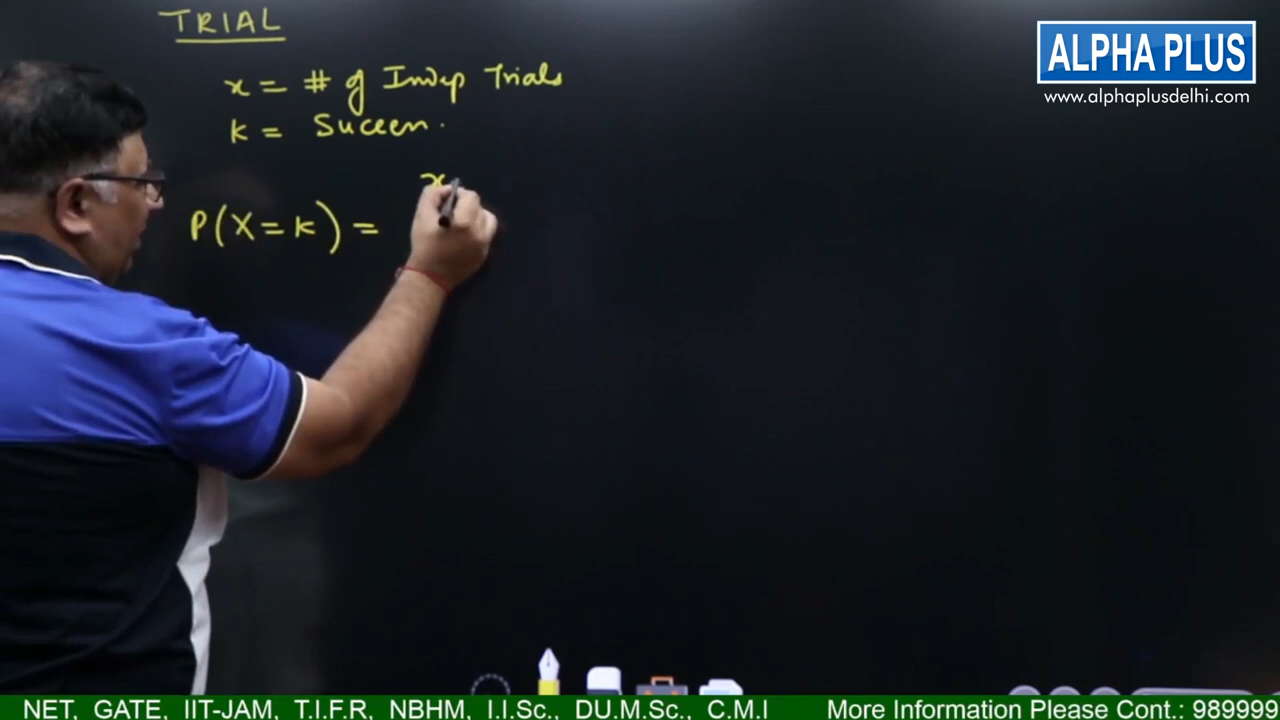 TRIAL
x = # of Indep Trials
k = Success.
x
P(X=k) =
ALPHA PLUS
www.alphaplusdelhi.com
NET, GATE, IIT-JAM, T.I.F.R, NBHM, I.I.Sc., DU.M.Sc., C.M.I More Information Please Cont.: 989999